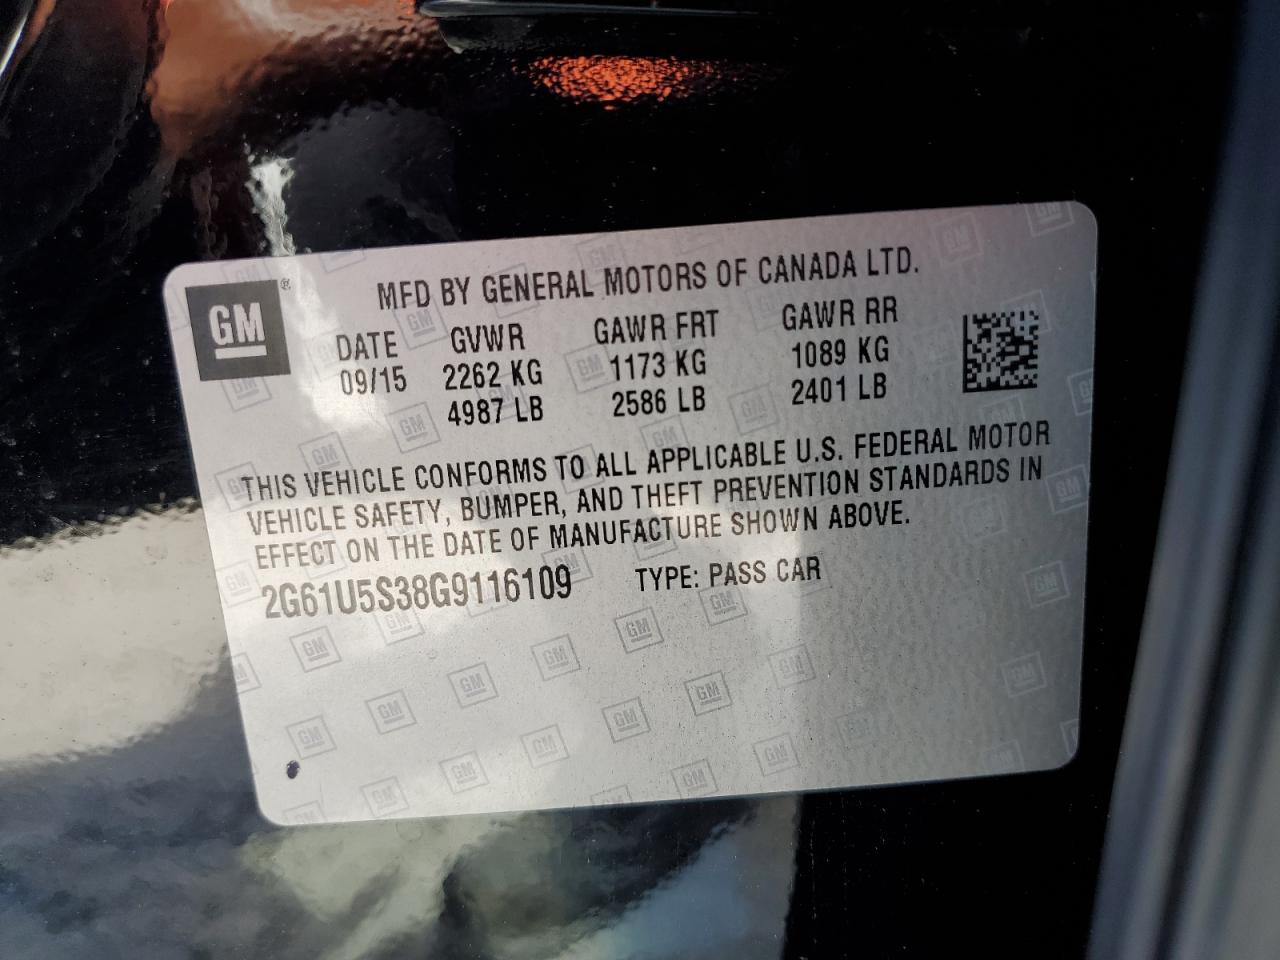 MFD BY GENERAL MOTORS OF CANADA LTD.
GM ®
DATE GVWR GAWR FRT GAWR RR
09/15 2262 KG 1173 KG 1089 KG
4987 LB 2586 LB 2401 LB
THIS VEHICLE CONFORMS TO ALL APPLICABLE U.S. FEDERAL MOTOR
VEHICLE SAFETY, BUMPER, AND THEFT PREVENTION STANDARDS IN
EFFECT ON THE DATE OF MANUFACTURE SHOWN ABOVE.
2G61U5S38G9116109 TYPE: PASS CAR